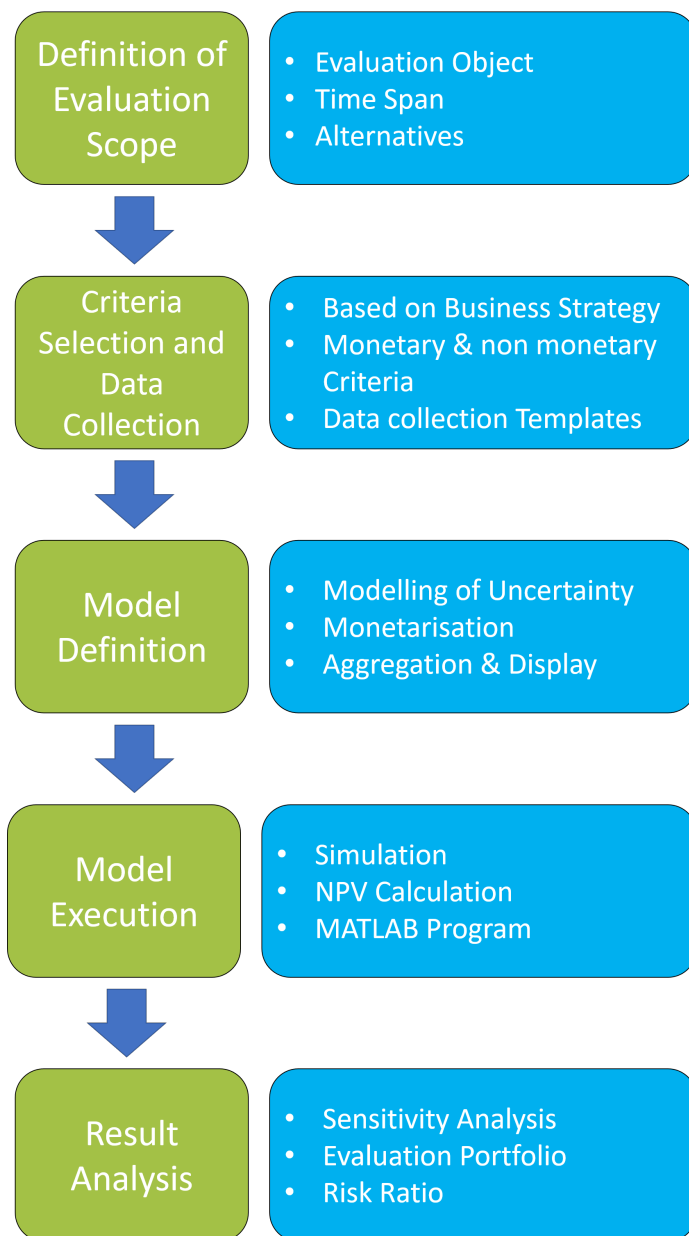 Definition of
Evaluation
Scope
• Evaluation Object
• Time Span
• Alternatives
Criteria
Selection and
Data
Collection
• Based on Business Strategy
• Monetary & non monetary
Criteria
• Data collection Templates
Model
Definition
• Modelling of Uncertainty
• Monetarisation
• Aggregation & Display
Model
Execution
• Simulation
• NPV Calculation
• MATLAB Program
Result
Analysis
• Sensitivity Analysis
• Evaluation Portfolio
• Risk Ratio